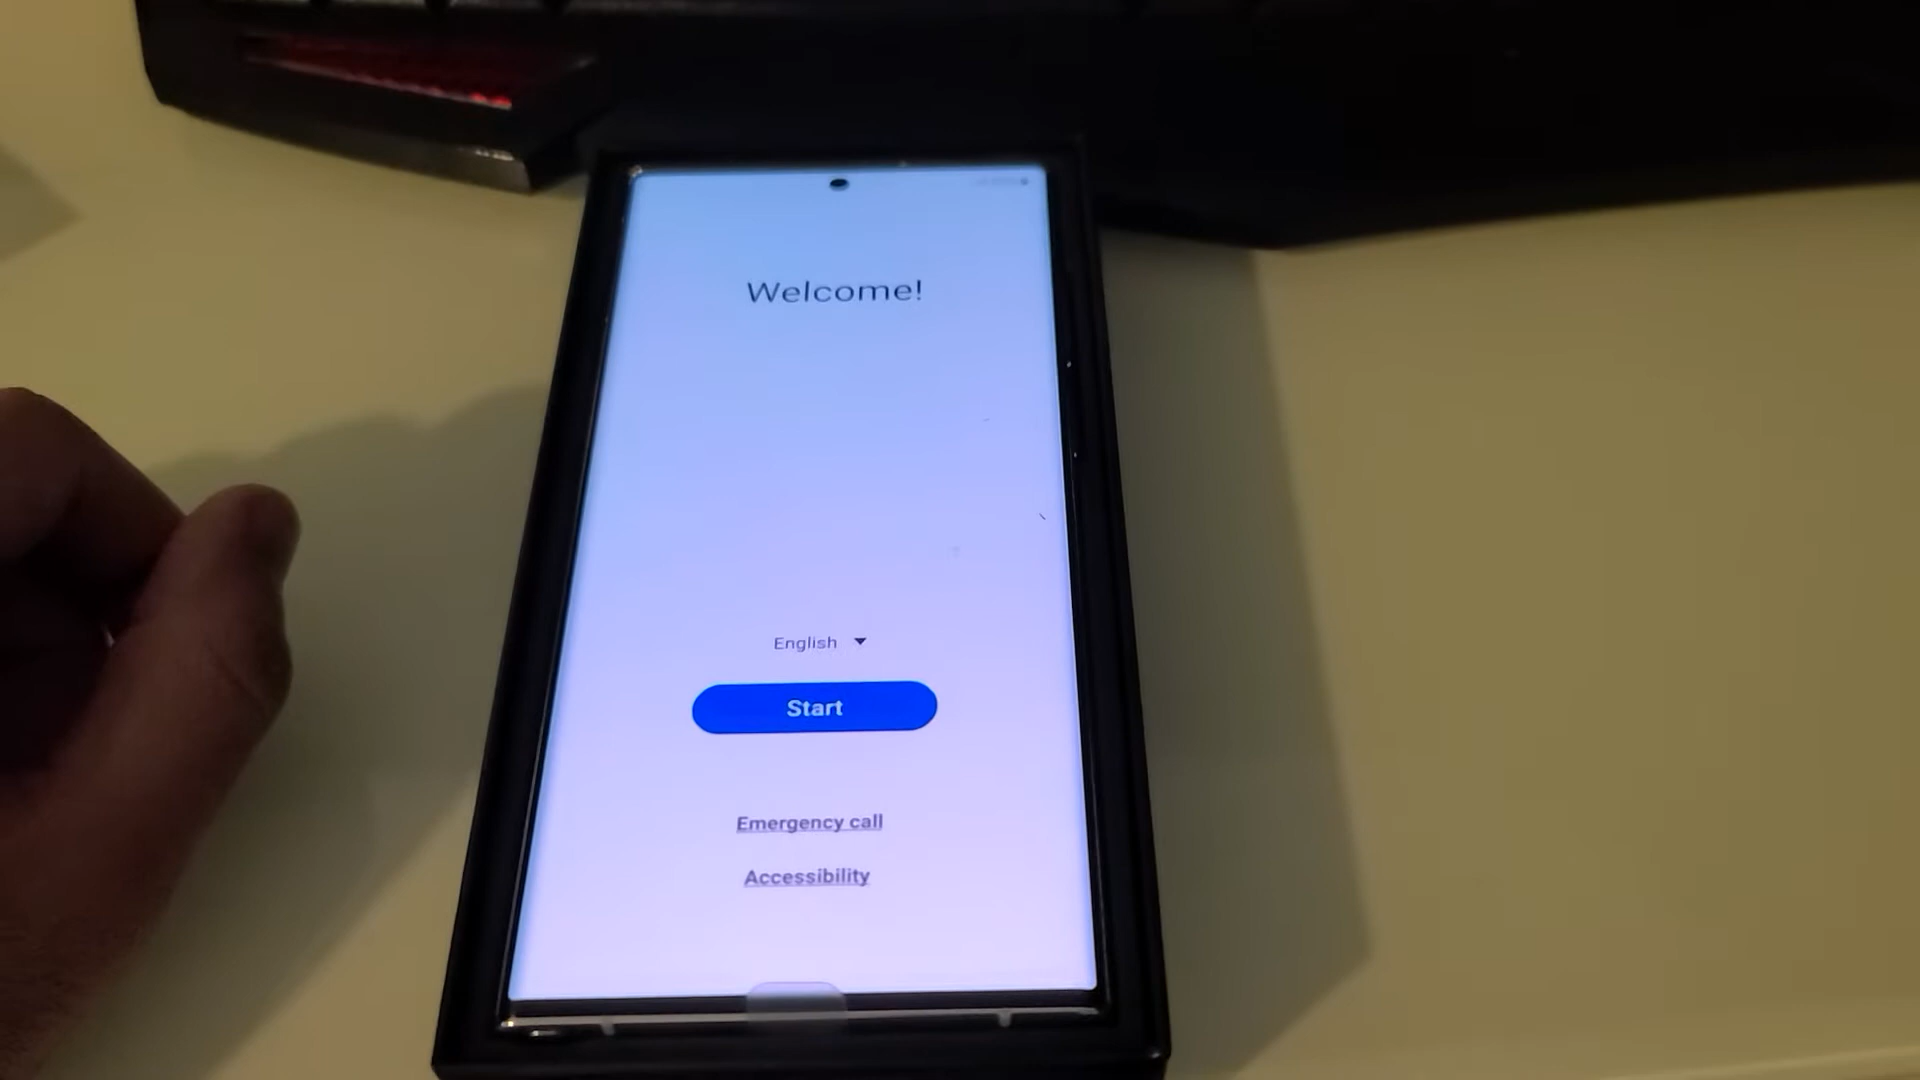 Welcome!
English
Start
Emergency call
Accessibility